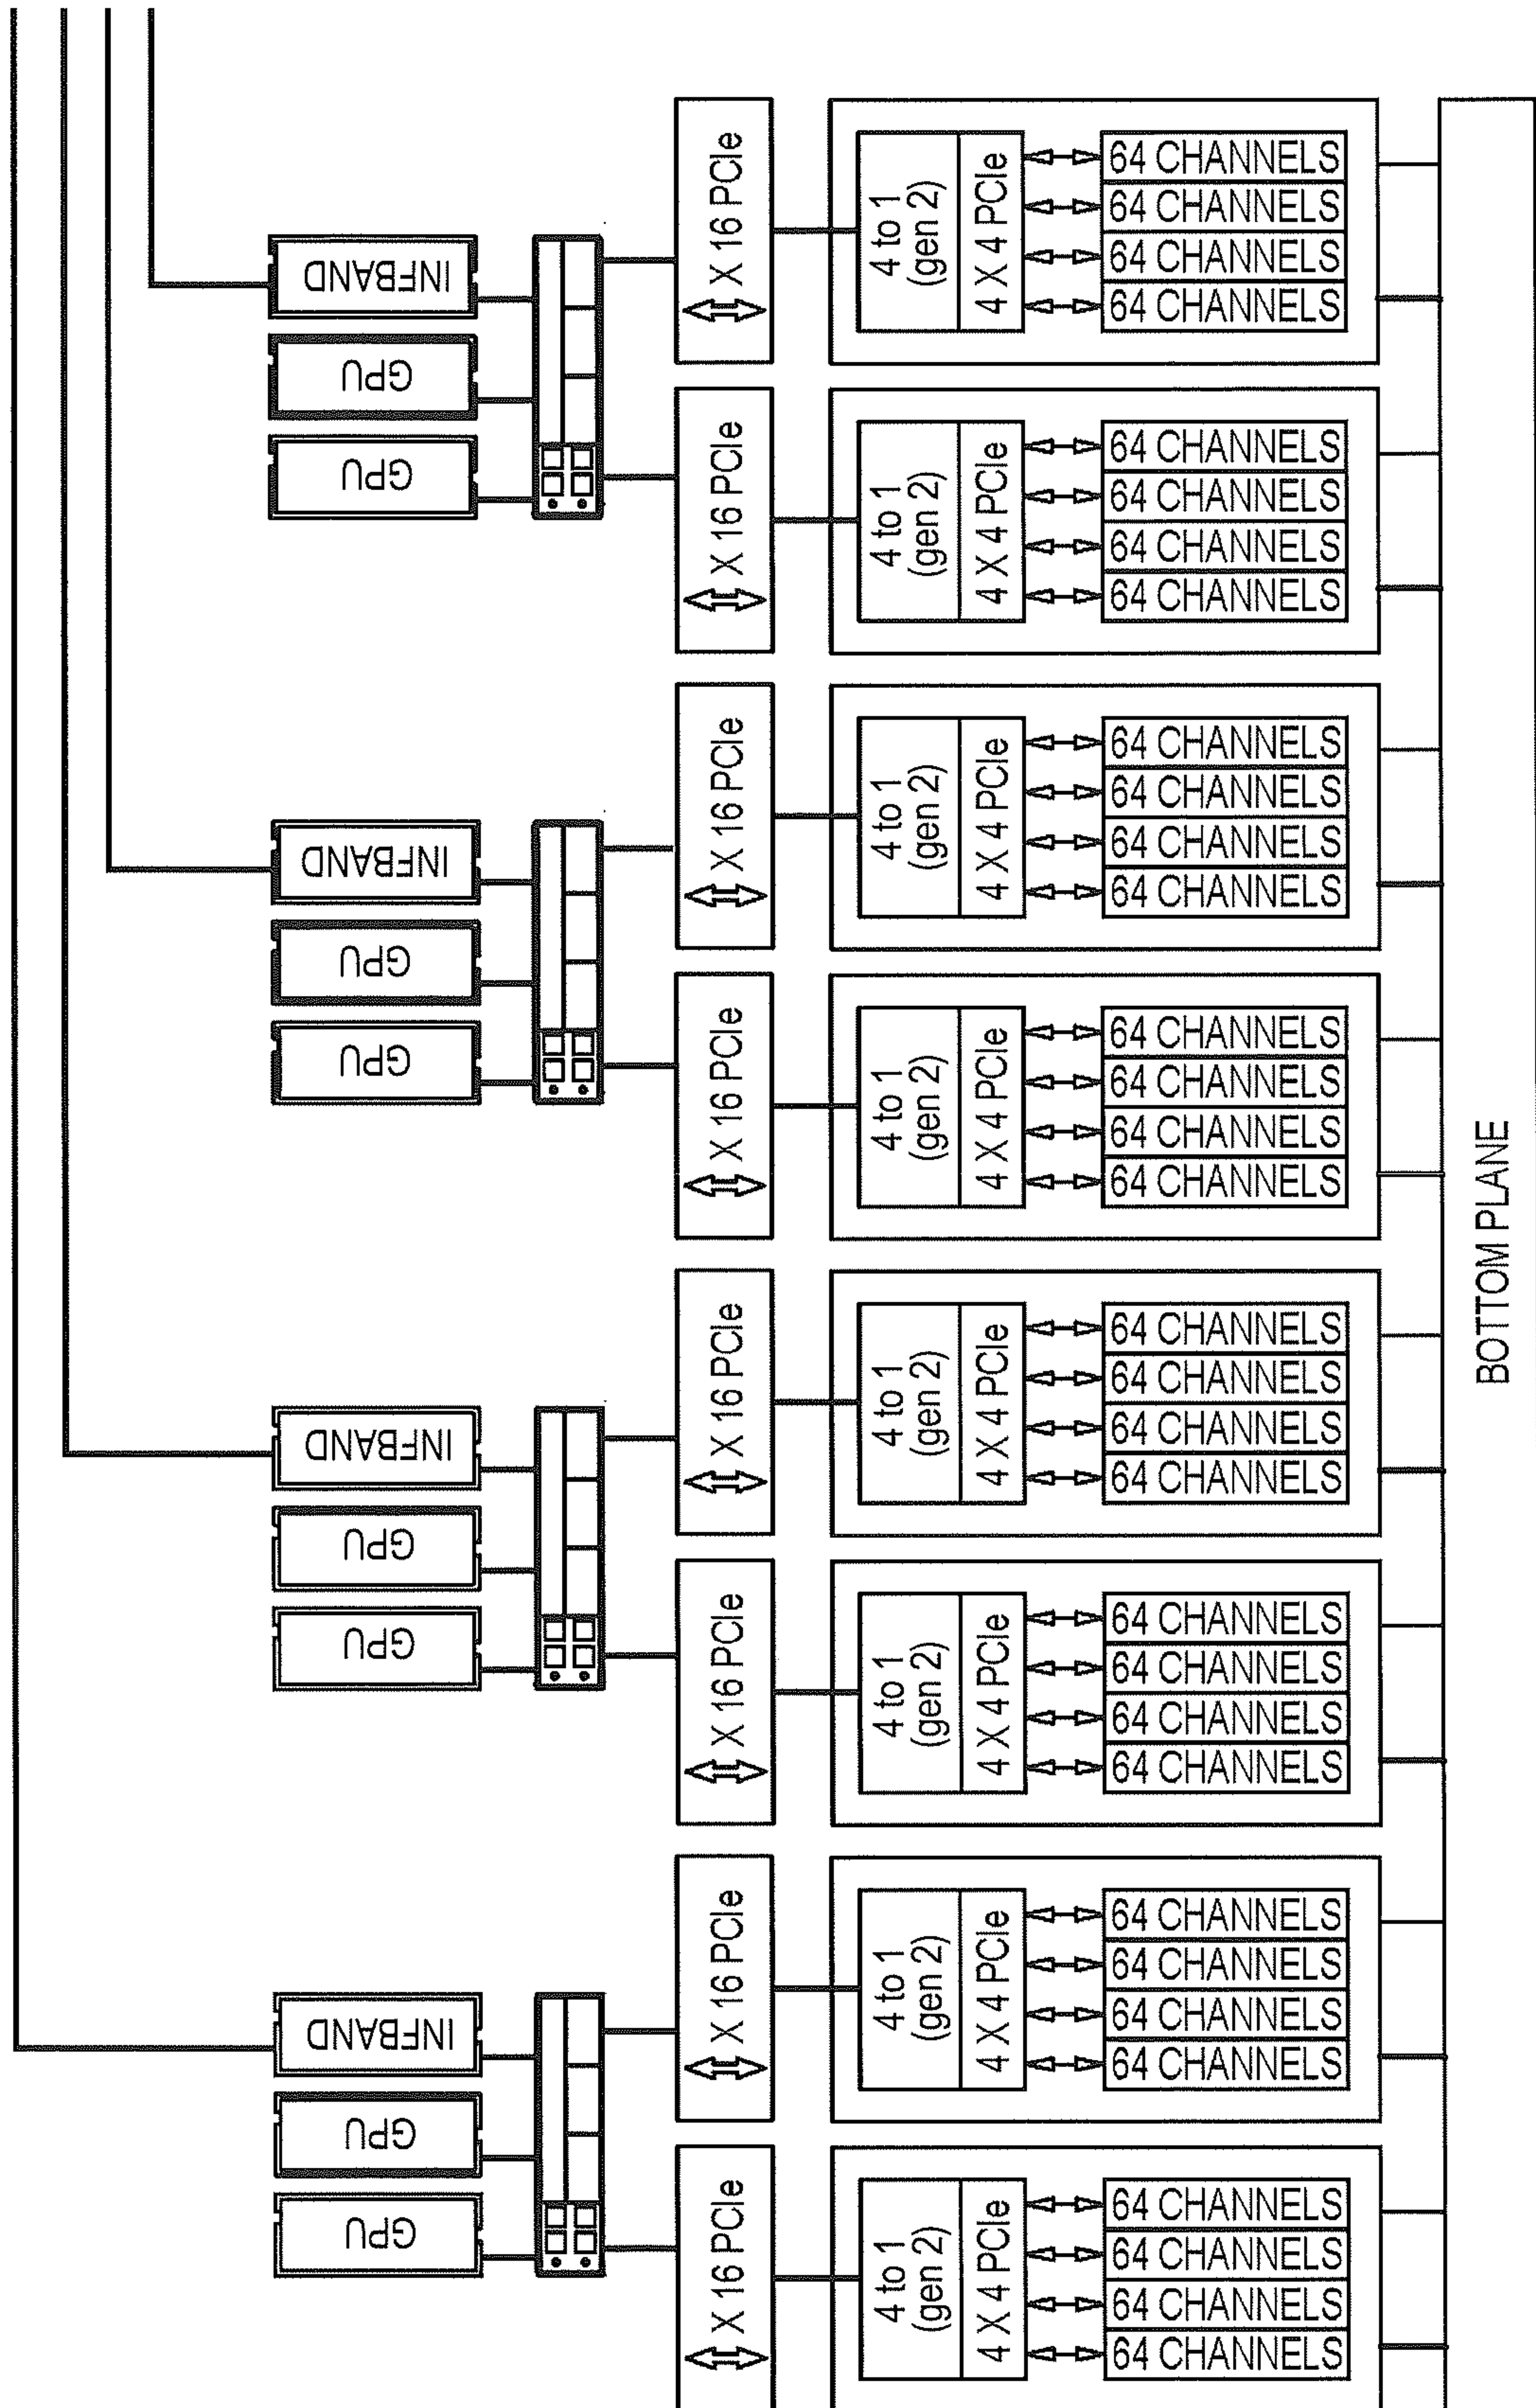 INFBAND
GPU
GPU
X 16 PCIe
4 to 1
(gen 2)
4 X 4 PCIe
64 CHANNELS
64 CHANNELS
64 CHANNELS
64 CHANNELS
X 16 PCIe
4 to 1
(gen 2)
4 X 4 PCIe
64 CHANNELS
64 CHANNELS
64 CHANNELS
64 CHANNELS
INFBAND
GPU
GPU
X 16 PCIe
4 to 1
(gen 2)
4 X 4 PCIe
64 CHANNELS
64 CHANNELS
64 CHANNELS
64 CHANNELS
X 16 PCIe
4 to 1
(gen 2)
4 X 4 PCIe
64 CHANNELS
64 CHANNELS
64 CHANNELS
64 CHANNELS
INFBAND
GPU
GPU
X 16 PCIe
4 to 1
(gen 2)
4 X 4 PCIe
64 CHANNELS
64 CHANNELS
64 CHANNELS
64 CHANNELS
X 16 PCIe
4 to 1
(gen 2)
4 X 4 PCIe
64 CHANNELS
64 CHANNELS
64 CHANNELS
64 CHANNELS
INFBAND
GPU
GPU
X 16 PCIe
4 to 1
(gen 2)
4 X 4 PCIe
64 CHANNELS
64 CHANNELS
64 CHANNELS
64 CHANNELS
X 16 PCIe
4 to 1
(gen 2)
4 X 4 PCIe
64 CHANNELS
64 CHANNELS
64 CHANNELS
64 CHANNELS
BOTTOM PLANE